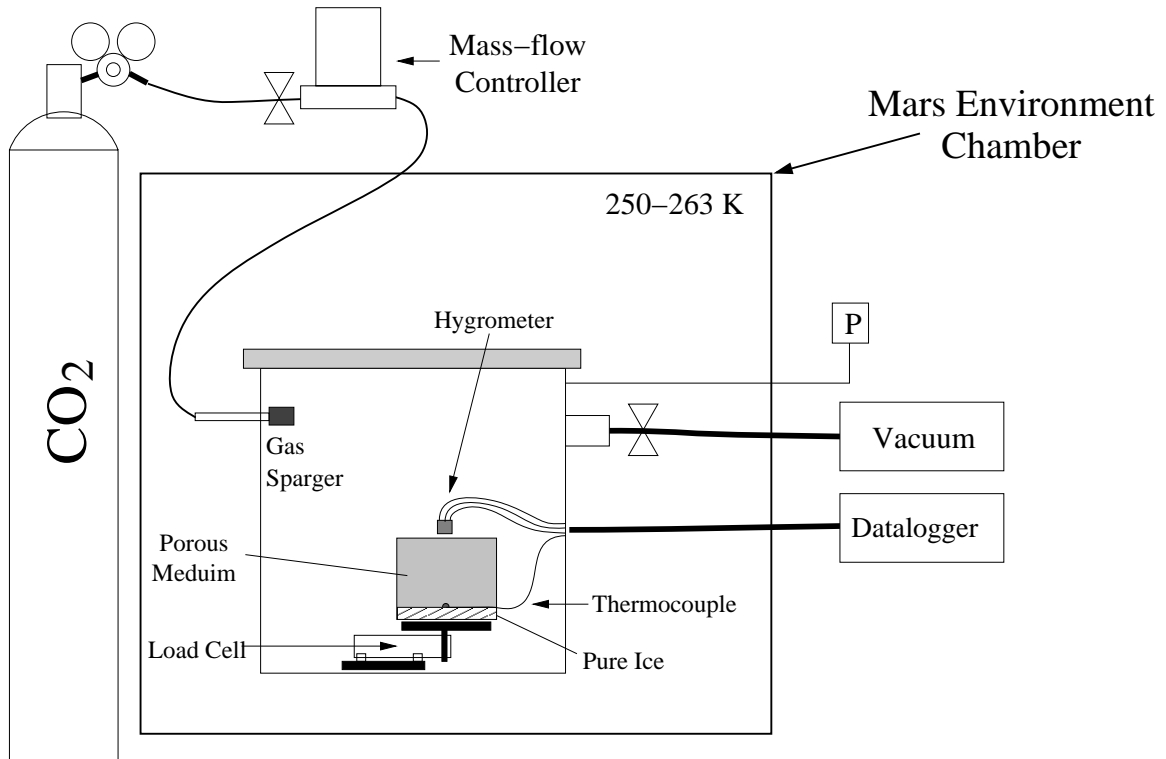 Mass–flow
Controller
Mars Environment
Chamber
250–263 K
CO2
Hygrometer
P
Gas
Sparger
Vacuum
Datalogger
Porous
Meduim
Thermocouple
Load Cell
Pure Ice